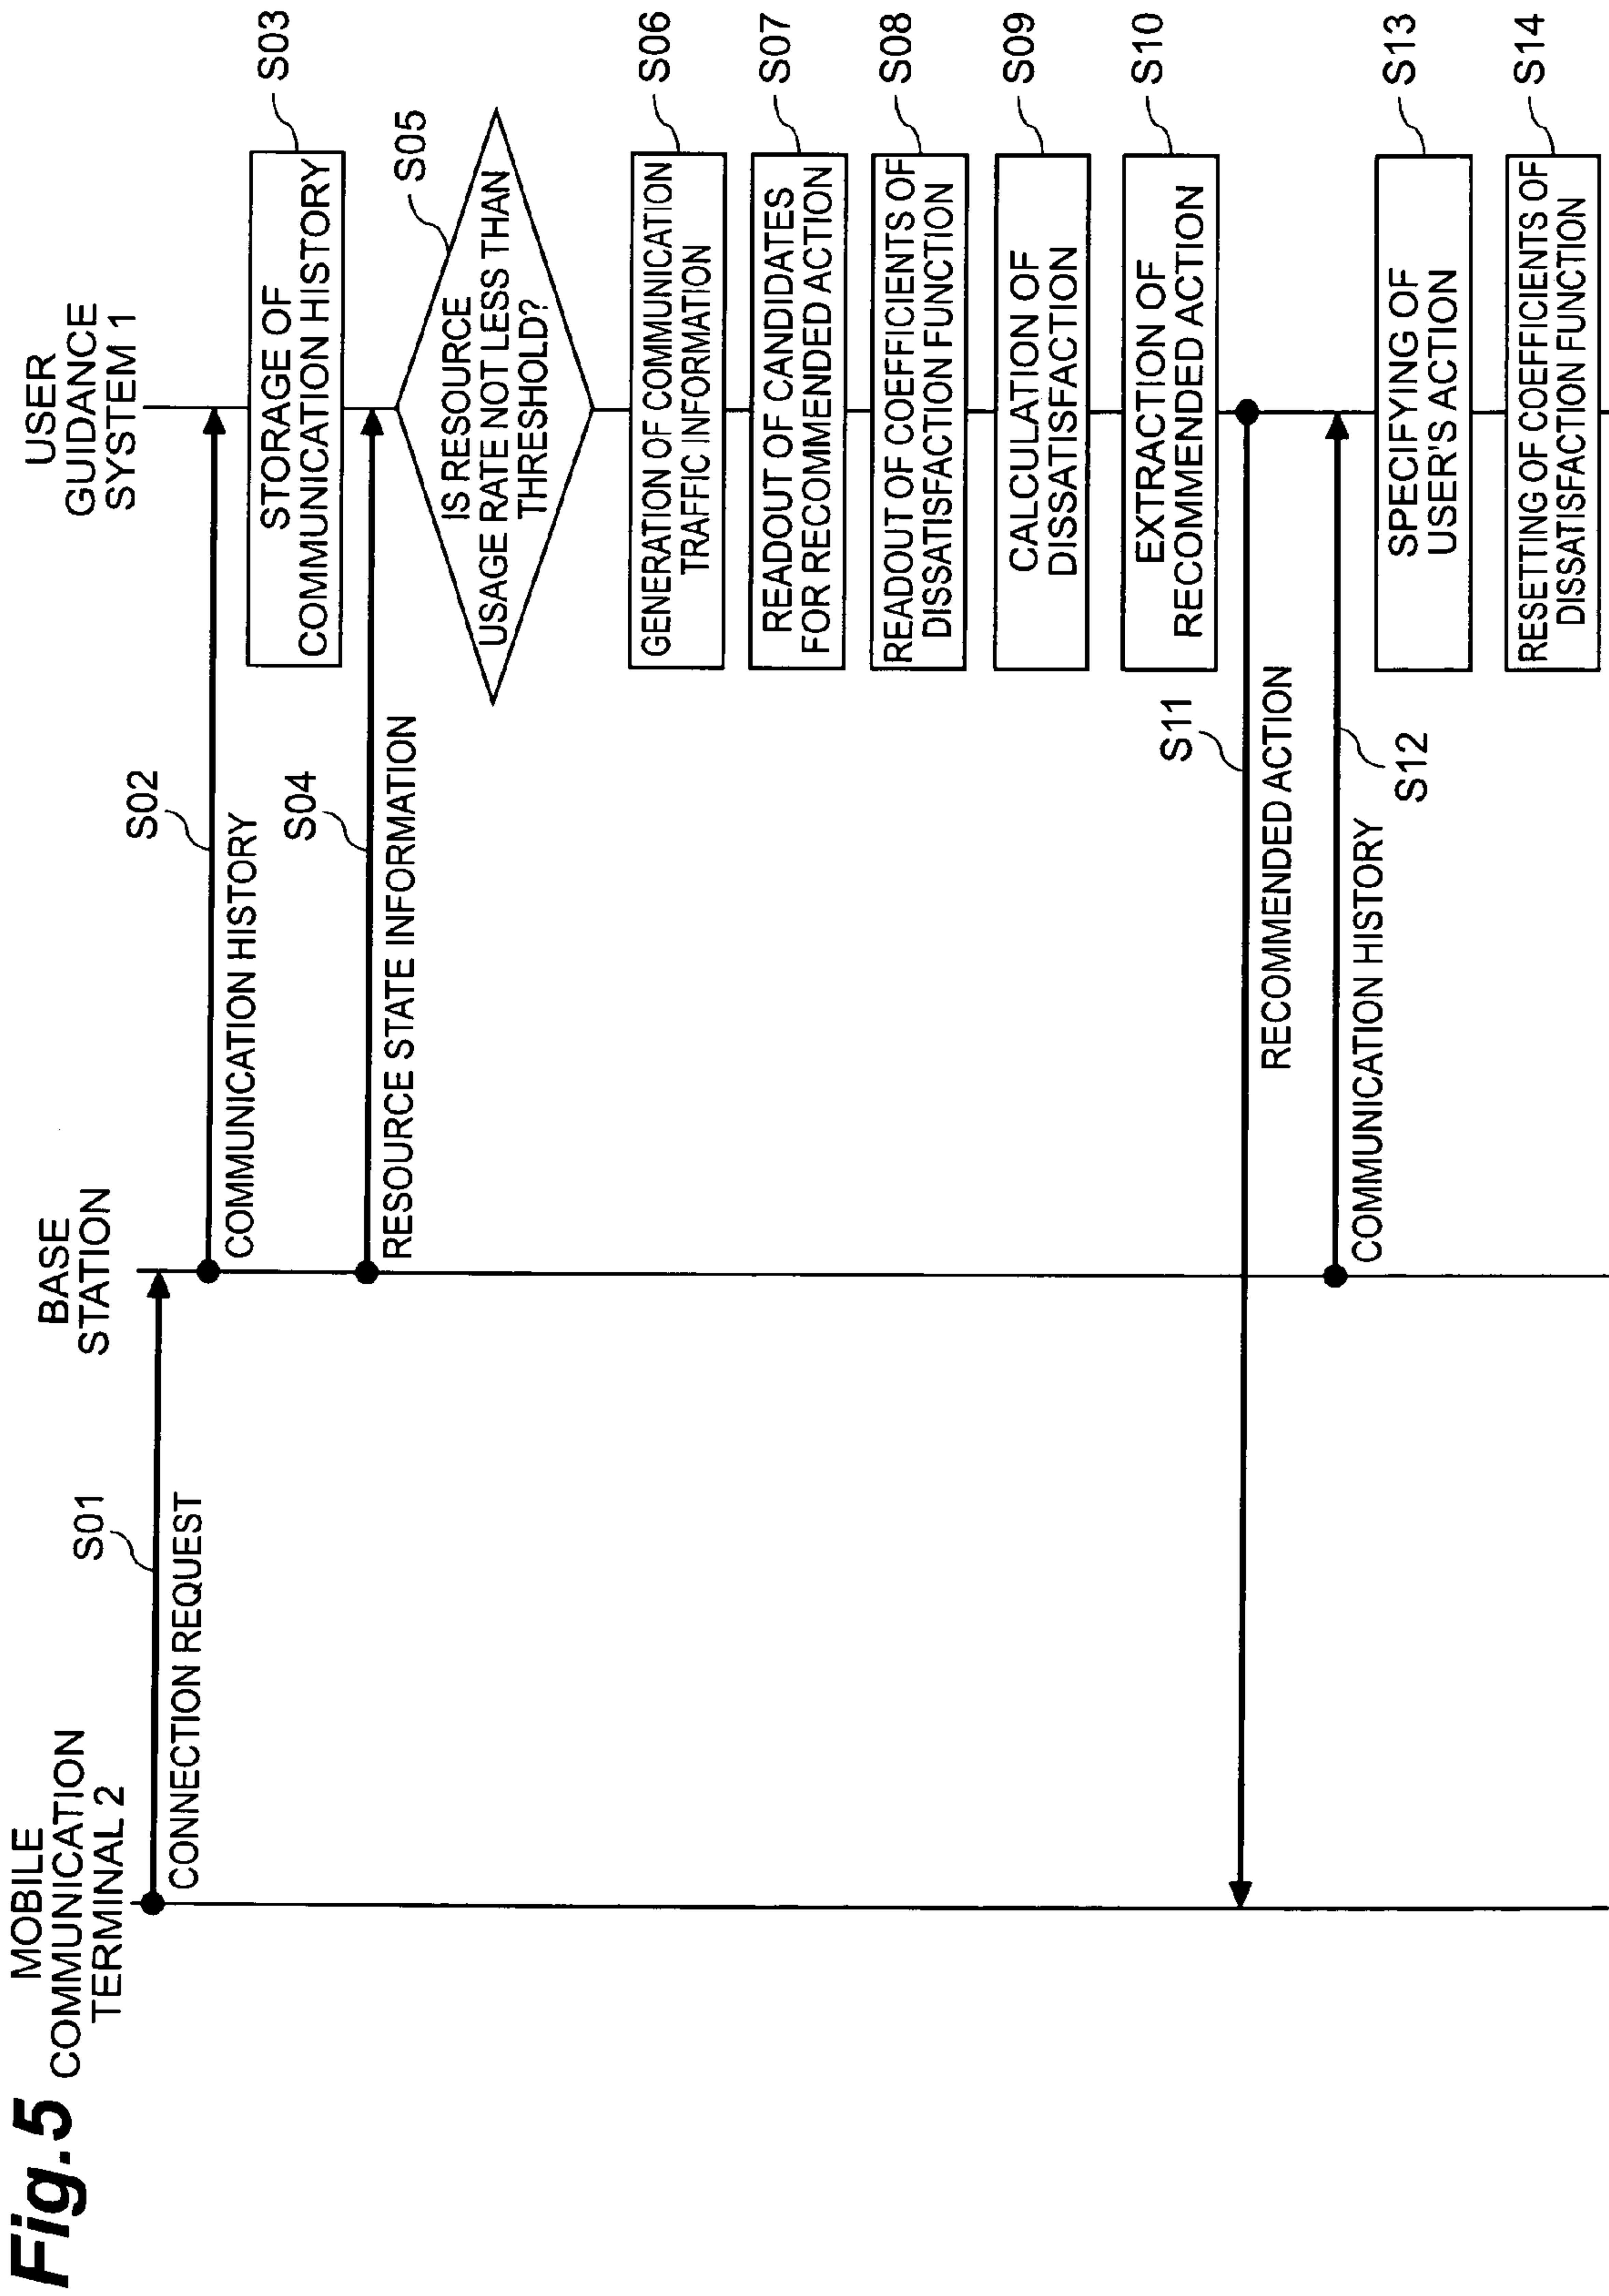 Fig.5
MOBILE
COMMUNICATION
TERMINAL 2
BASE
STATION
USER
GUIDANCE
SYSTEM 1
S01
CONNECTION REQUEST
S02
COMMUNICATION HISTORY
STORAGE OF
COMMUNICATION HISTORY
S03
S04
RESOURCE STATE INFORMATION
IS RESOURCE
USAGE RATE NOT LESS THAN
THRESHOLD?
S05
GENERATION OF COMMUNICATION
TRAFFIC INFORMATION
S06
READOUT OF CANDIDATES
FOR RECOMMENDED ACTION
S07
READOUT OF COEFFICIENTS OF
DISSATISFACTION FUNCTION
S08
CALCULATION OF
DISSATISFACTION
S09
EXTRACTION OF
RECOMMENDED ACTION
S10
S11
RECOMMENDED ACTION
S12
COMMUNICATION HISTORY
SPECIFYING OF
USER'S ACTION
S13
RESETTING OF COEFFICIENTS OF
DISSATISFACTION FUNCTION
S14